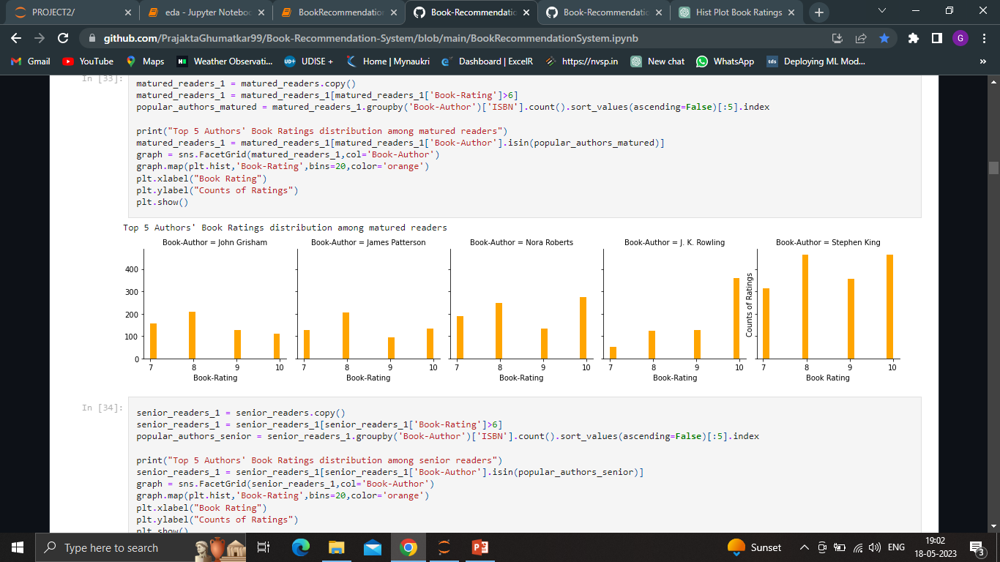 PROJECT2/
eda - Jupyter Noteboo
BookRecommendation
Book-Recommendatio
Book-Recommendatio
Hist Plot Book Ratings
github.com/PrajaktaGhumatkar99/Book-Recommendation-System/blob/main/BookRecommendationSystem.ipynb
G
Gmail
YouTube
Maps
Weather Observati...
UDISE +
Home | Mynaukri
Dashboard | ExcelR
https://nvsp.in
New chat
WhatsApp
tds
Deploying ML Mod...
»
In [33]:
matured_readers_1 = matured_readers.copy()
matured_readers_1 = matured_readers_1[matured_readers_1['Book-Rating']>6]
popular_authors_matured = matured_readers_1.groupby('Book-Author')['ISBN'].count().sort_values(ascending=False)[:5].index
print("Top 5 Authors' Book Ratings distribution among matured readers")
matured_readers_1 = matured_readers_1[matured_readers_1['Book-Author'].isin(popular_authors_matured)]
graph = sns.FacetGrid(matured_readers_1,col='Book-Author')
graph.map(plt.hist,'Book-Rating',bins=20,color='orange')
plt.xlabel("Book Rating")
plt.ylabel("Counts of Ratings")
plt.show()
Top 5 Authors' Book Ratings distribution among matured readers
Book-Author = John Grisham
Book-Author = James Patterson
Book-Author = Nora Roberts
Book-Author = J. K. Rowling
Book-Author = Stephen King
400
300
200
100
0
Counts of Ratings
7 8 9 10
7 8 9 10
7 8 9 10
7 8 9 10
7 8 9 10
Book-Rating
Book-Rating
Book-Rating
Book-Rating
Book Rating
In [34]:
senior_readers_1 = senior_readers.copy()
senior_readers_1 = senior_readers_1[senior_readers_1['Book-Rating']>6]
popular_authors_senior = senior_readers_1.groupby('Book-Author')['ISBN'].count().sort_values(ascending=False)[:5].index
print("Top 5 Authors' Book Ratings distribution among senior readers")
senior_readers_1 = senior_readers_1[senior_readers_1['Book-Author'].isin(popular_authors_senior)]
graph = sns.FacetGrid(senior_readers_1,col='Book-Author')
graph.map(plt.hist,'Book-Rating',bins=20,color='orange')
plt.xlabel("Book Rating")
plt.ylabel("Counts of Ratings")
plt.show()
Type here to search
Sunset
ENG
19:02
18-05-2023
3